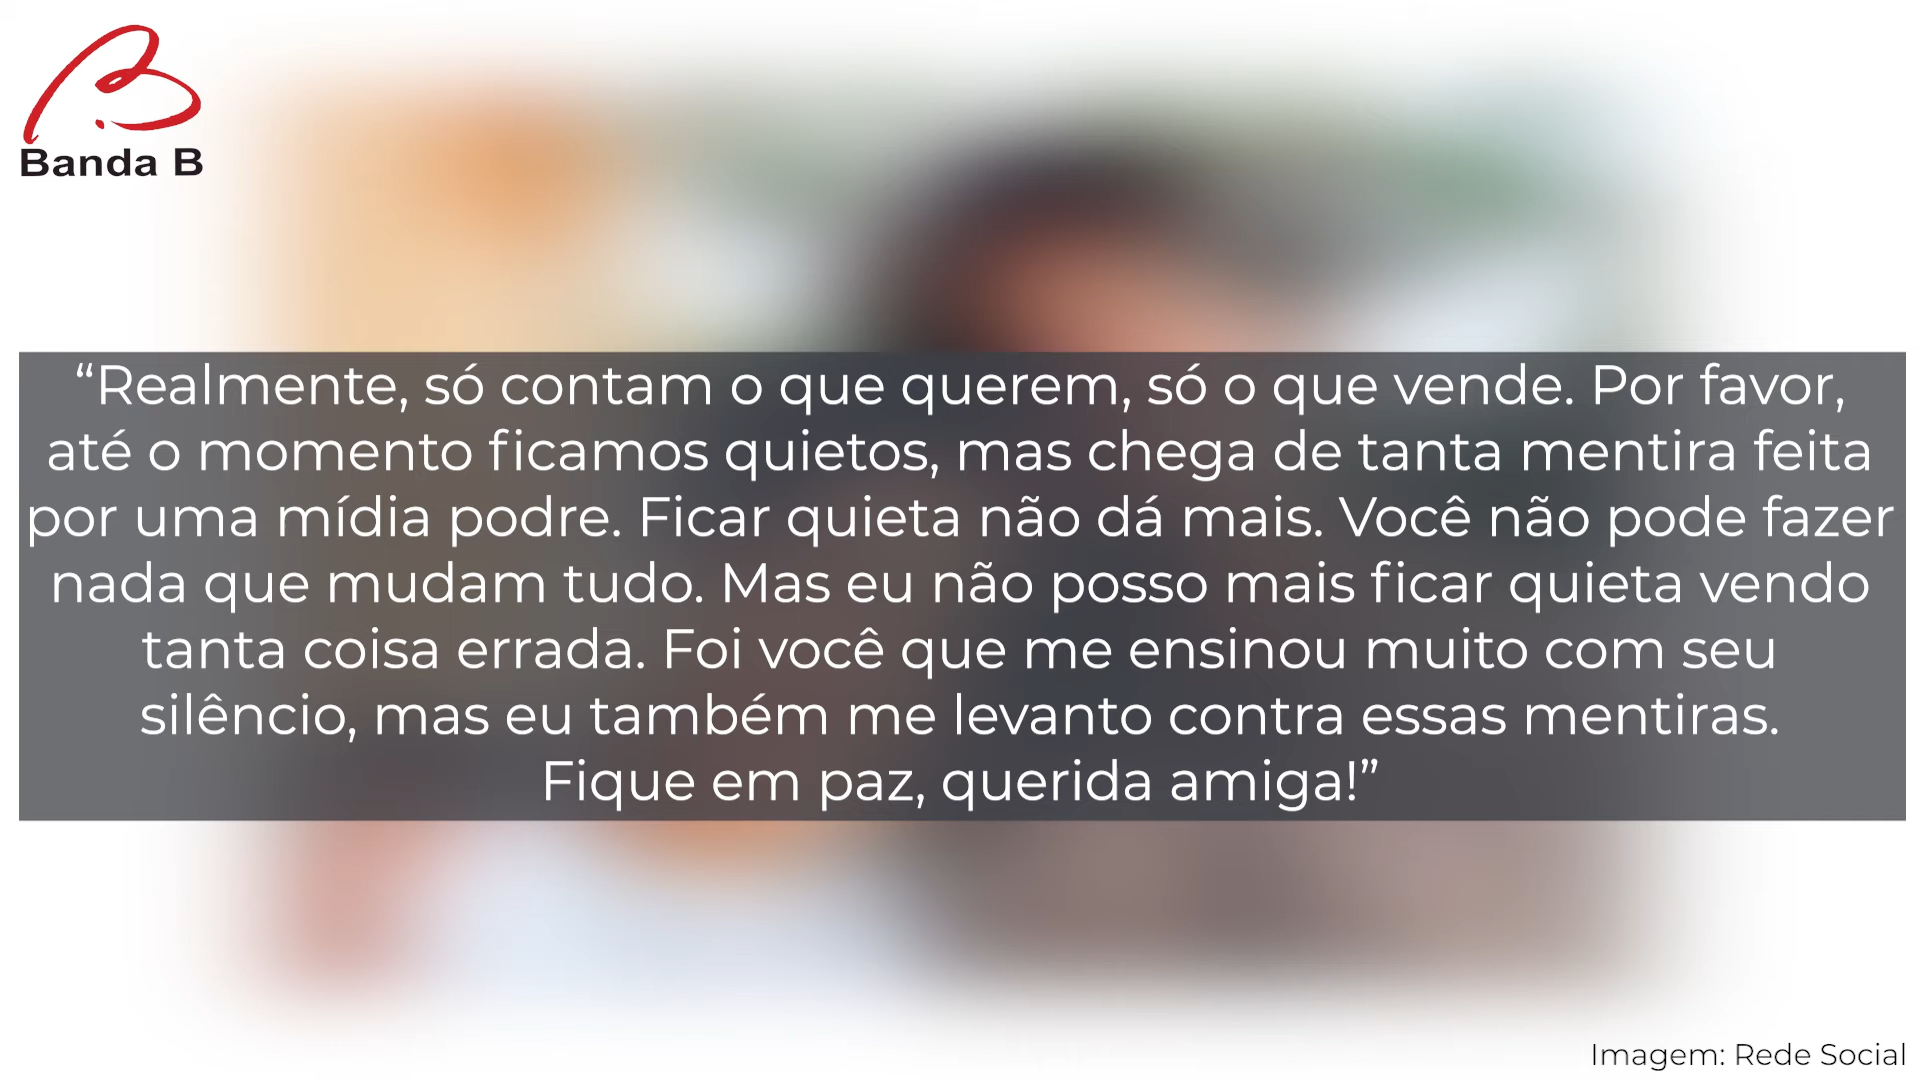 Banda B
“Realmente, só contam o que querem, só o que vende. Por favor,
até o momento ficamos quietos, mas chega de tanta mentira feita
por uma mídia podre. Ficar quieta não dá mais. Você não pode fazer
nada que mudam tudo. Mas eu não posso mais ficar quieta vendo
tanta coisa errada. Foi você que me ensinou muito com seu
silêncio, mas eu também me levanto contra essas mentiras.
Fique em paz, querida amiga!”
Imagem: Rede Social